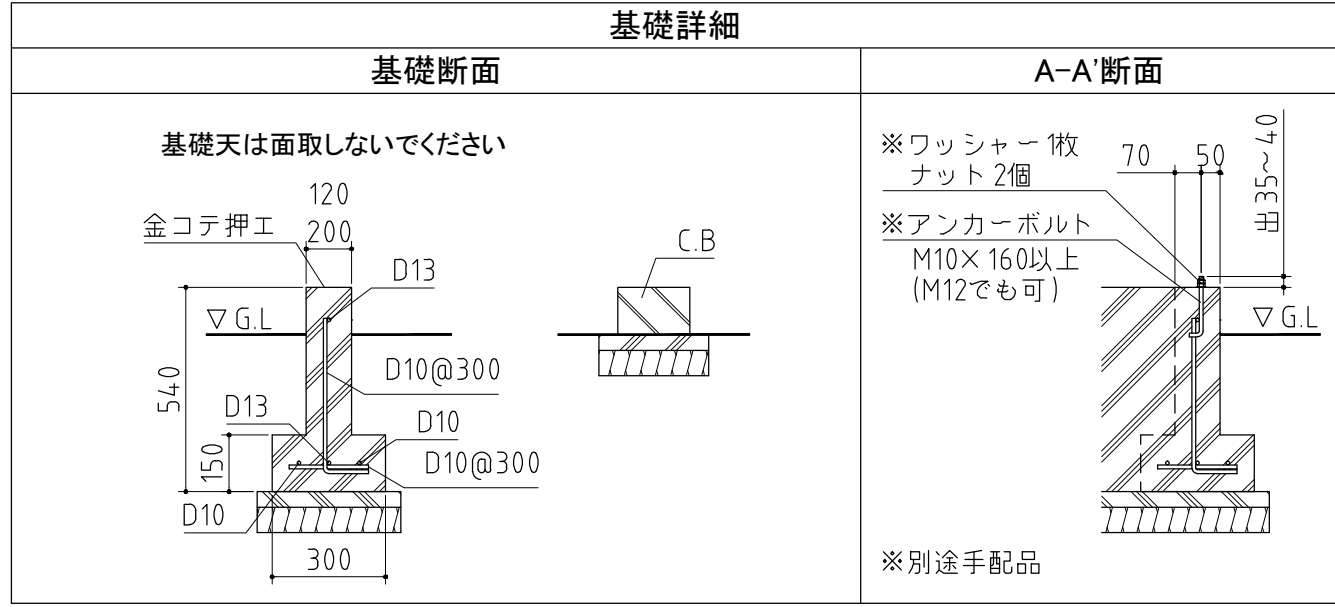 基礎詳細
基礎断面
A-A'断面
基礎天は面取しないでください
120
200
金コテ押エ
D13
▽G.L
D10@300
540
D13
D10
150
D10@300
D10
300
C.B
※ワッシャー1枚
ナット2個
70
50
出35~40
※アンカーボルト
M10×160以上
(M12でも可)
▽G.L
※別途手配品